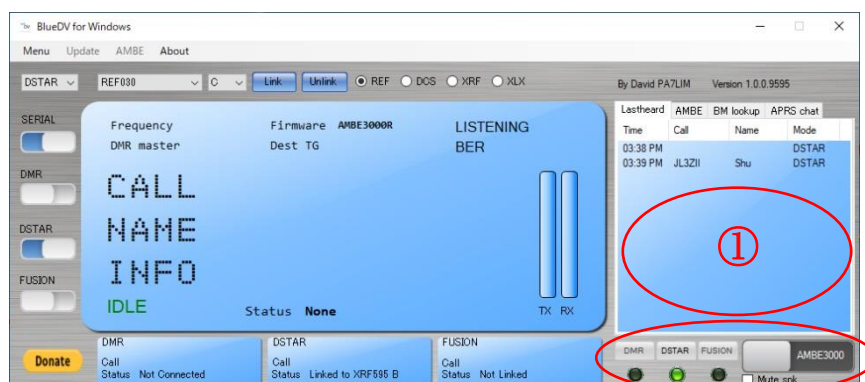 BlueDV for Windows
Menu Update AMBE About
DSTAR REF030 C Link Unlink REF DCS XRF XLX By David PA7LIM Version 1.0.0.9595
Lastheard AMBE BM lookup APRS chat
SERIAL Frequency Firmware AMBE3000R LISTENING Time Call Name Mode
DMR master Dest TG BER 03:38 PM DSTAR
03:39 PM JL3ZII Shu DSTAR
DMR
CALL
DSTAR NAME ①
FUSION INFO
IDLE Status None TX RX
DMR DSTAR FUSION DMR DSTAR FUSION AMBE3000
Donate Call Call Call
Status Not Connected Status Linked to XRF595 B Status Not Linked Mute spk